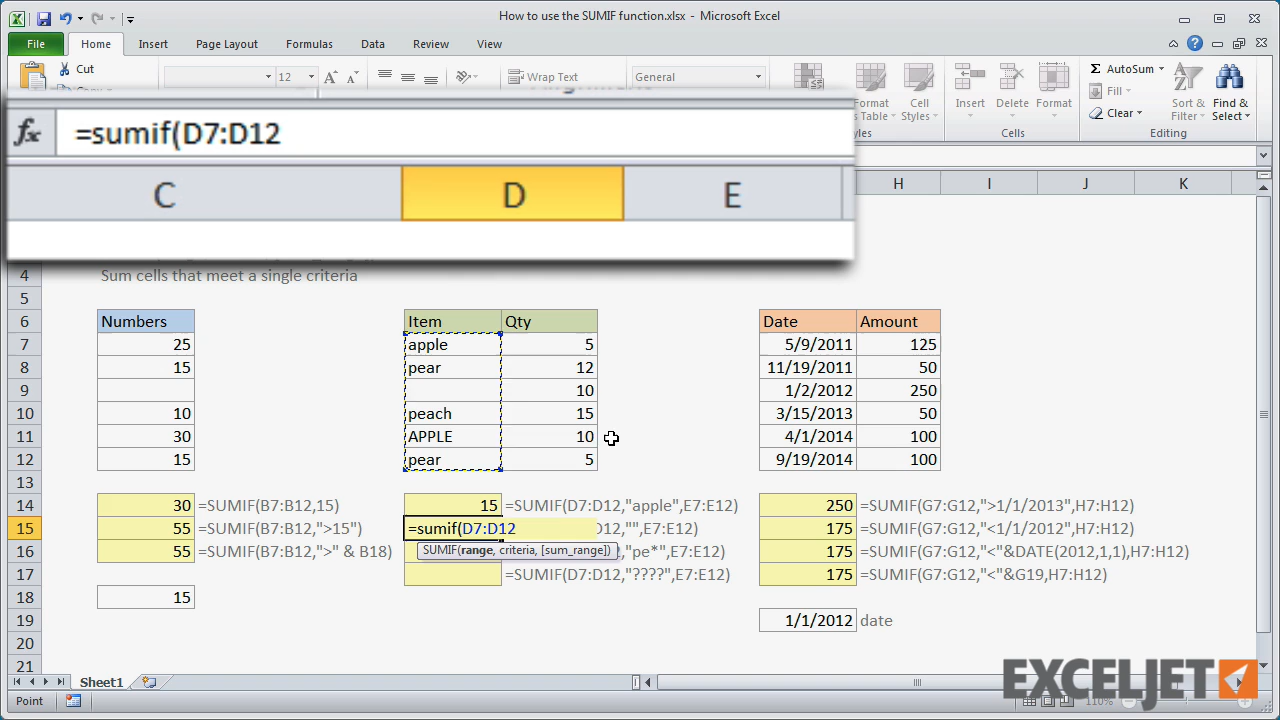 How to use the SUMIF function.xlsx - Microsoft Excel
File Home Insert Page Layout Formulas Data Review View
Cut 12 A A Wrap Text General AutoSum
Format Cell Insert Delete Format Fill Sort & Find &
Table Styles Clear Filter Select
Cells Editing
fx =sumif(D7:D12
C D E H I J K
4 Sum cells that meet a single criteria
5
6 Numbers Item Qty Date Amount
7 25 apple 5 5/9/2011 125
8 15 pear 12 11/19/2011 50
9 10 1/2/2012 250
10 10 peach 15 3/15/2013 50
11 30 APPLE 10 4/1/2014 100
12 15 pear 5 9/19/2014 100
13
14 30 =SUMIF(B7:B12,15) 15 =SUMIF(D7:D12,"apple",E7:E12) 250 =SUMIF(G7:G12,">1/1/2013",H7:H12)
15 55 =SUMIF(B7:B12,">15") =sumif(D7:D12 D12,"",E7:E12) 175 =SUMIF(G7:G12,"<1/1/2012",H7:H12)
16 55 =SUMIF(B7:B12,">" & B18) SUMIF(range, criteria, [sum_range]) D12,"pe*",E7:E12) 175 =SUMIF(G7:G12,"<"&DATE(2012,1,1),H7:H12)
17 =SUMIF(D7:D12,"????",E7:E12) 175 =SUMIF(G7:G12,"<"&G19,H7:H12)
18 15
19 1/1/2012 date
20
21
Sheet1
EXCELJET
Point 110%